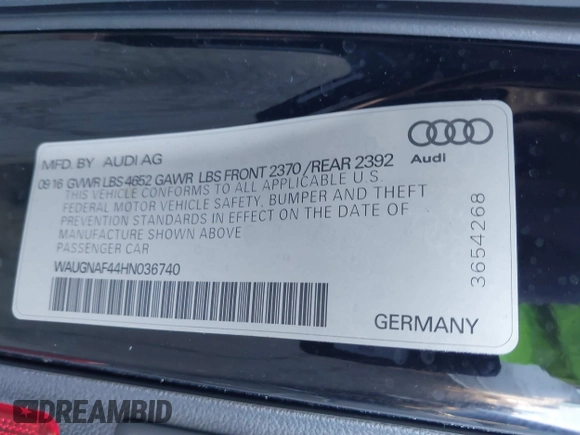 MFD. BY AUDI AG
09.16 GVWR LBS 4652 GAWR LBS FRONT 2370 /REAR 2392
THIS VEHICLE CONFORMS TO ALL APPLICABLE U.S.
FEDERAL MOTOR VEHICLE SAFETY, BUMPER AND THEFT
PREVENTION STANDARDS IN EFFECT ON THE DATE OF
MANUFACTURE SHOWN ABOVE
PASSENGER CAR
WAUGNAF44HN036740
Audi
3654268
GERMANY
DREAMBID